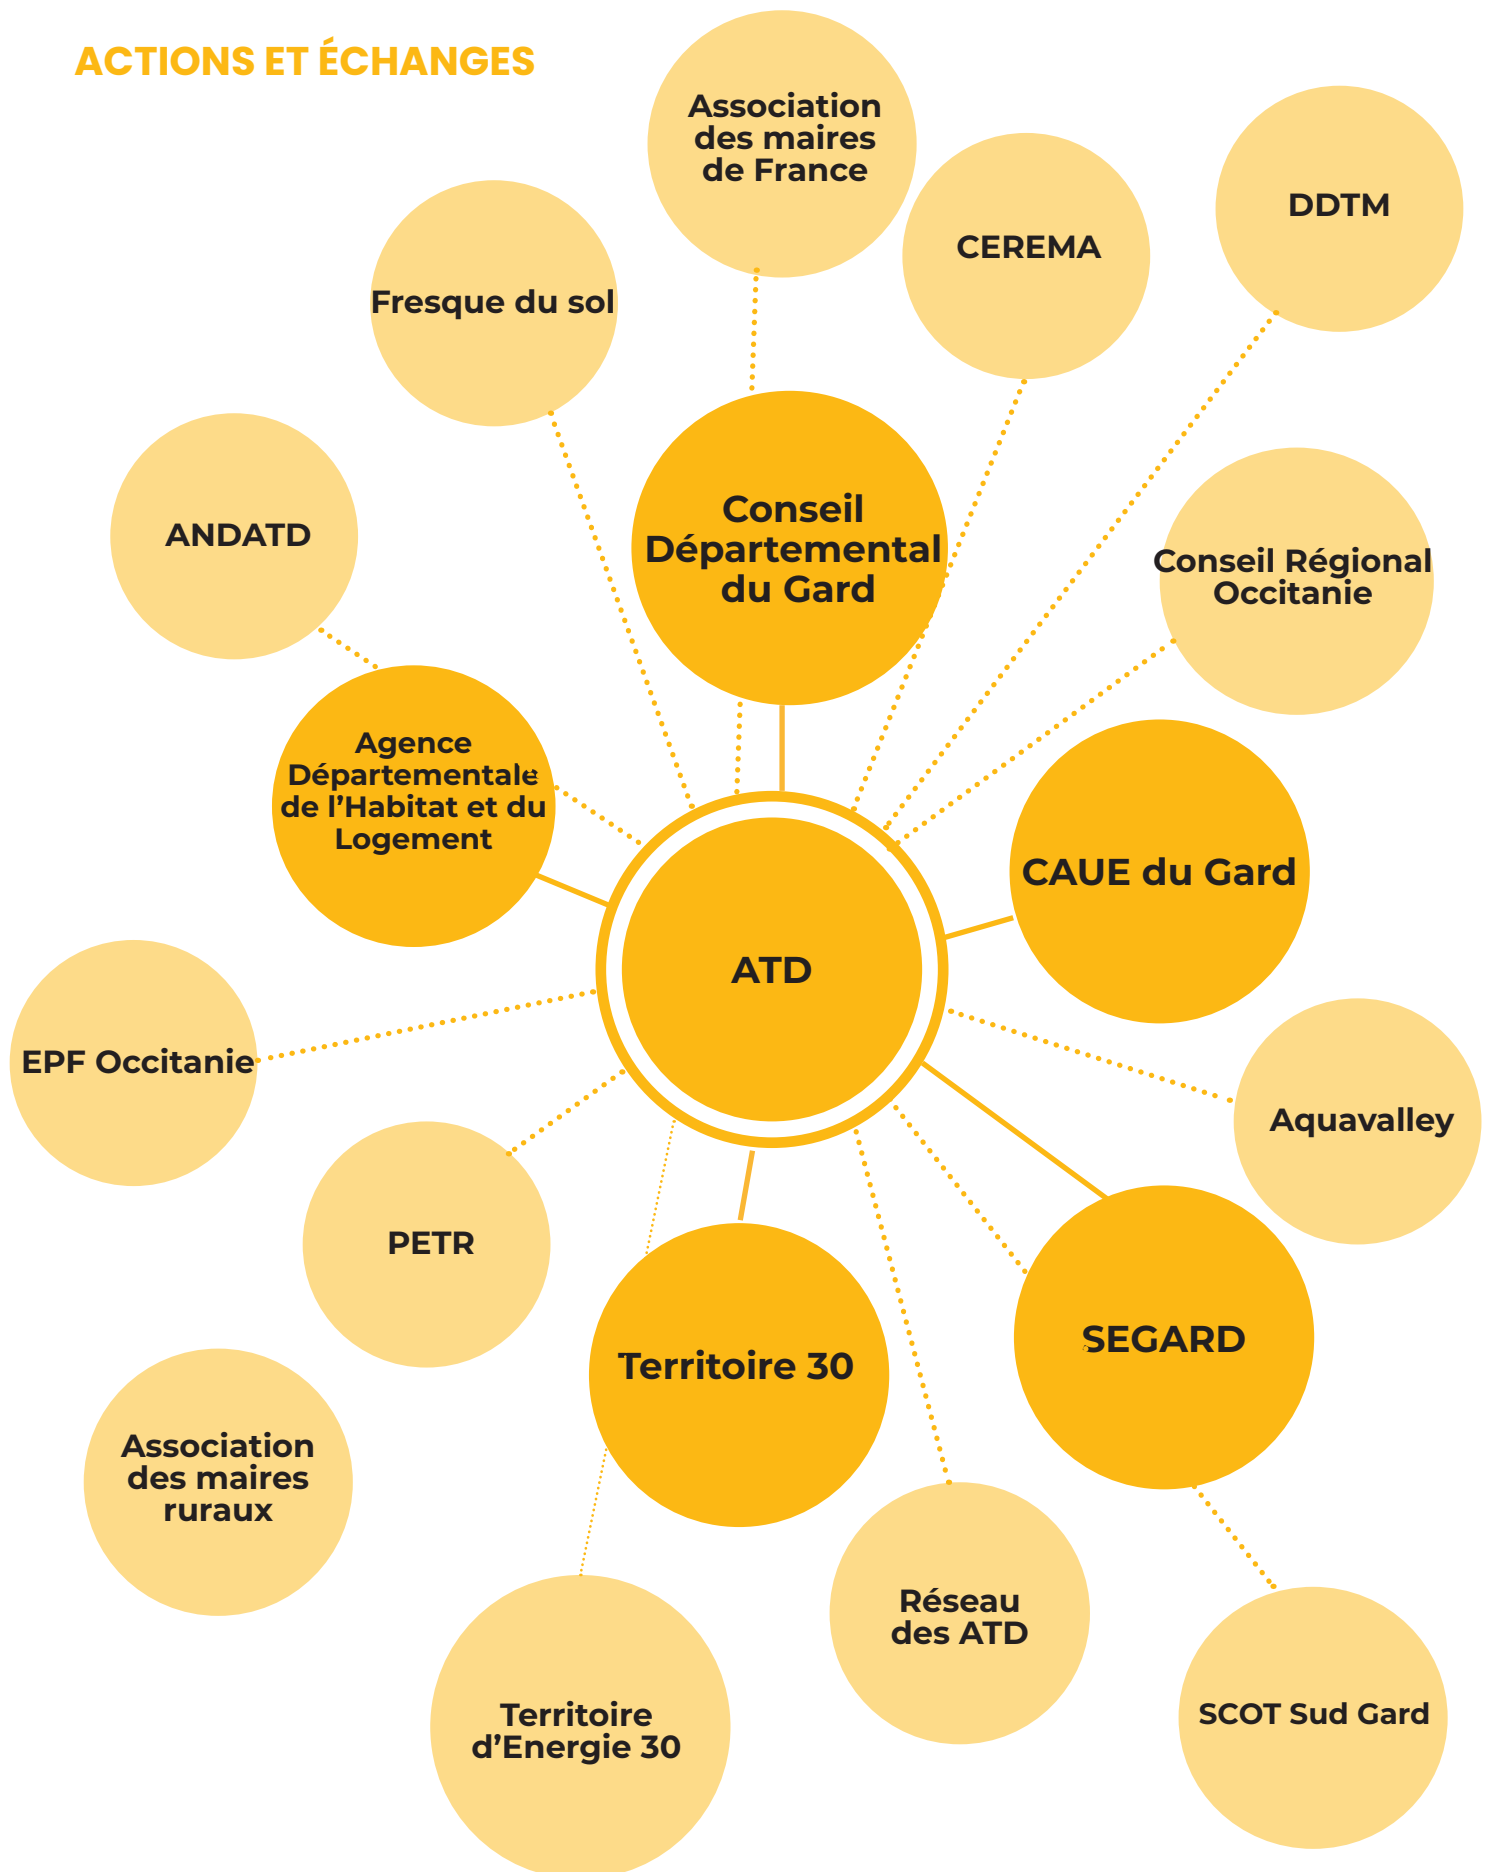 ACTIONS ET ÉCHANGES
Association
des maires
de France
DDTM
CEREMA
Fresque du sol
Conseil
Départemental
du Gard
ANDATD
Conseil Régional
Occitanie
Agence
Départementale
de l’Habitat et du
Logement
CAUE du Gard
ATD
EPF Occitanie
Aquavalley
PETR
SEGARD
Territoire 30
Association
des maires
ruraux
Réseau
des ATD
SCOT Sud Gard
Territoire
d’Energie 30